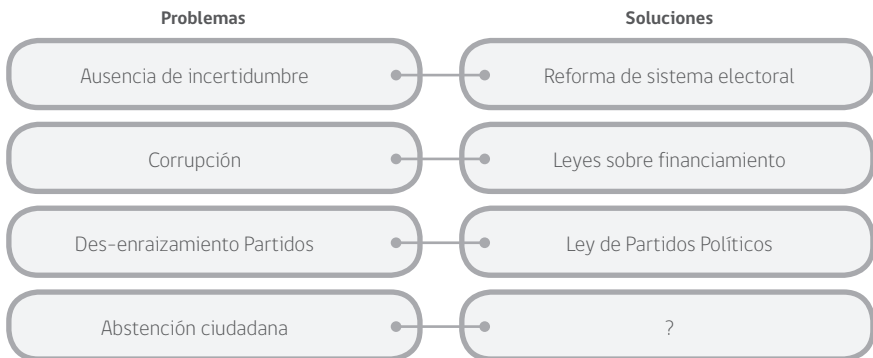 Problemas
Soluciones
Ausencia de incertidumbre
Reforma de sistema electoral
Corrupción
Leyes sobre financiamiento
Des-enraizamiento Partidos
Ley de Partidos Políticos
Abstención ciudadana
?